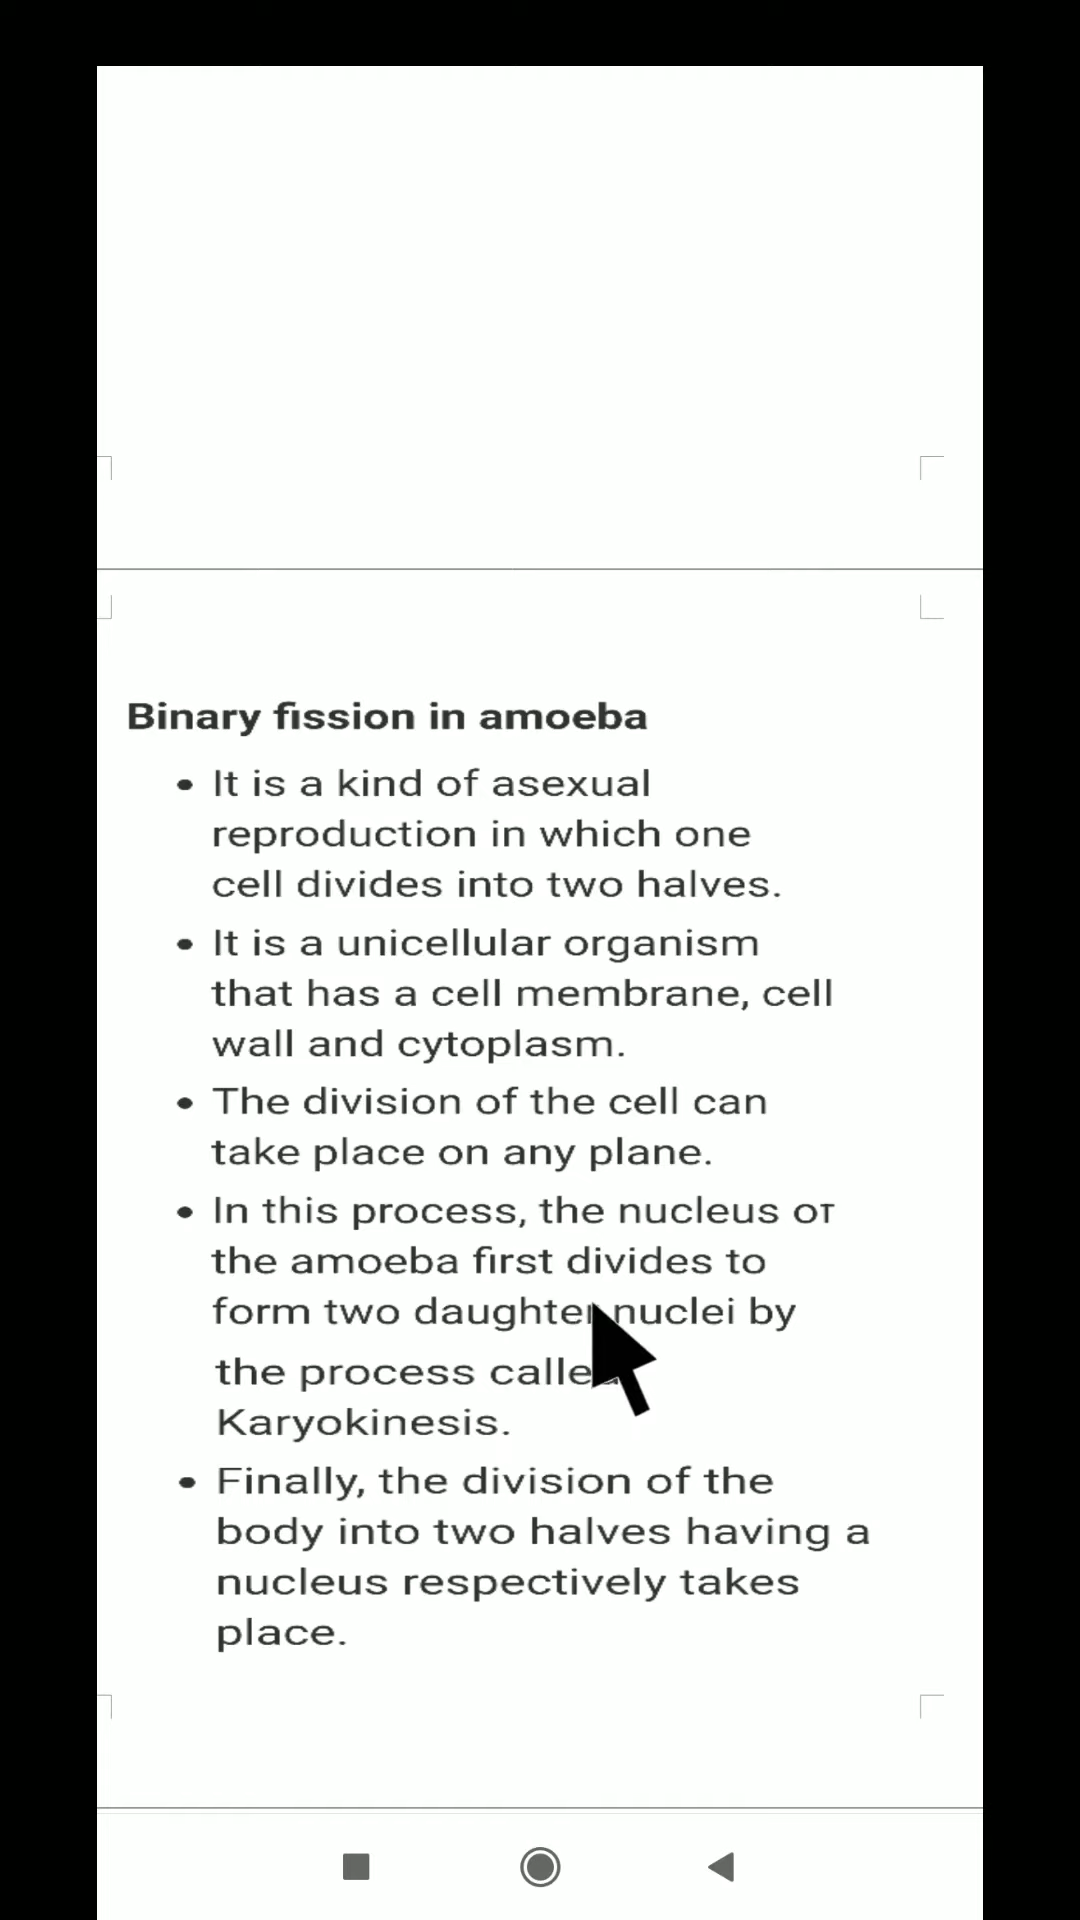 Binary fission in amoeba
• It is a kind of asexual
reproduction in which one
cell divides into two halves.
• It is a unicellular organism
that has a cell membrane, cell
wall and cytoplasm.
• The division of the cell can
take place on any plane.
• In this process, the nucleus of
the amoeba first divides to
form two daughter nuclei by
the process called
Karyokinesis.
• Finally, the division of the
body into two halves having a
nucleus respectively takes
place.